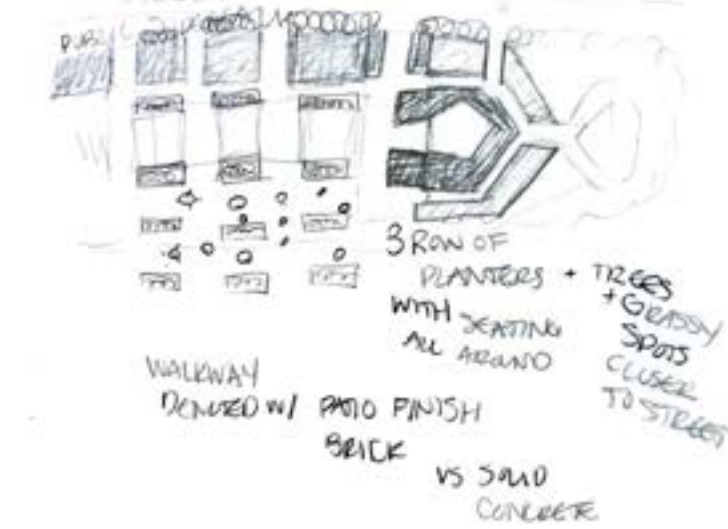 PUBLIC
3 ROW OF
PLANTERS + TREES
WITH SEATING
ALL AROUND
+ GRASSY
SPOTS
CLOSER
TO STREET
WALKWAY
DENOTED W/ PATIO FINISH
BRICK
VS SOLID
CONCRETE